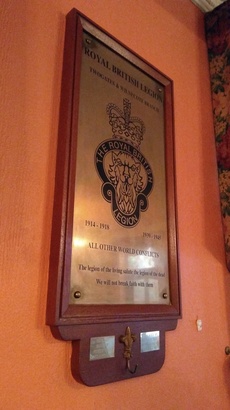 ROYAL BRITISH LEGION
THE ROYAL BRITISH
LEGION
1914 - 1918
1939 - 1945
ALL OTHER WORLD CONFLICTS
The legion of the living salute the legion of the dead
We will not break faith with them